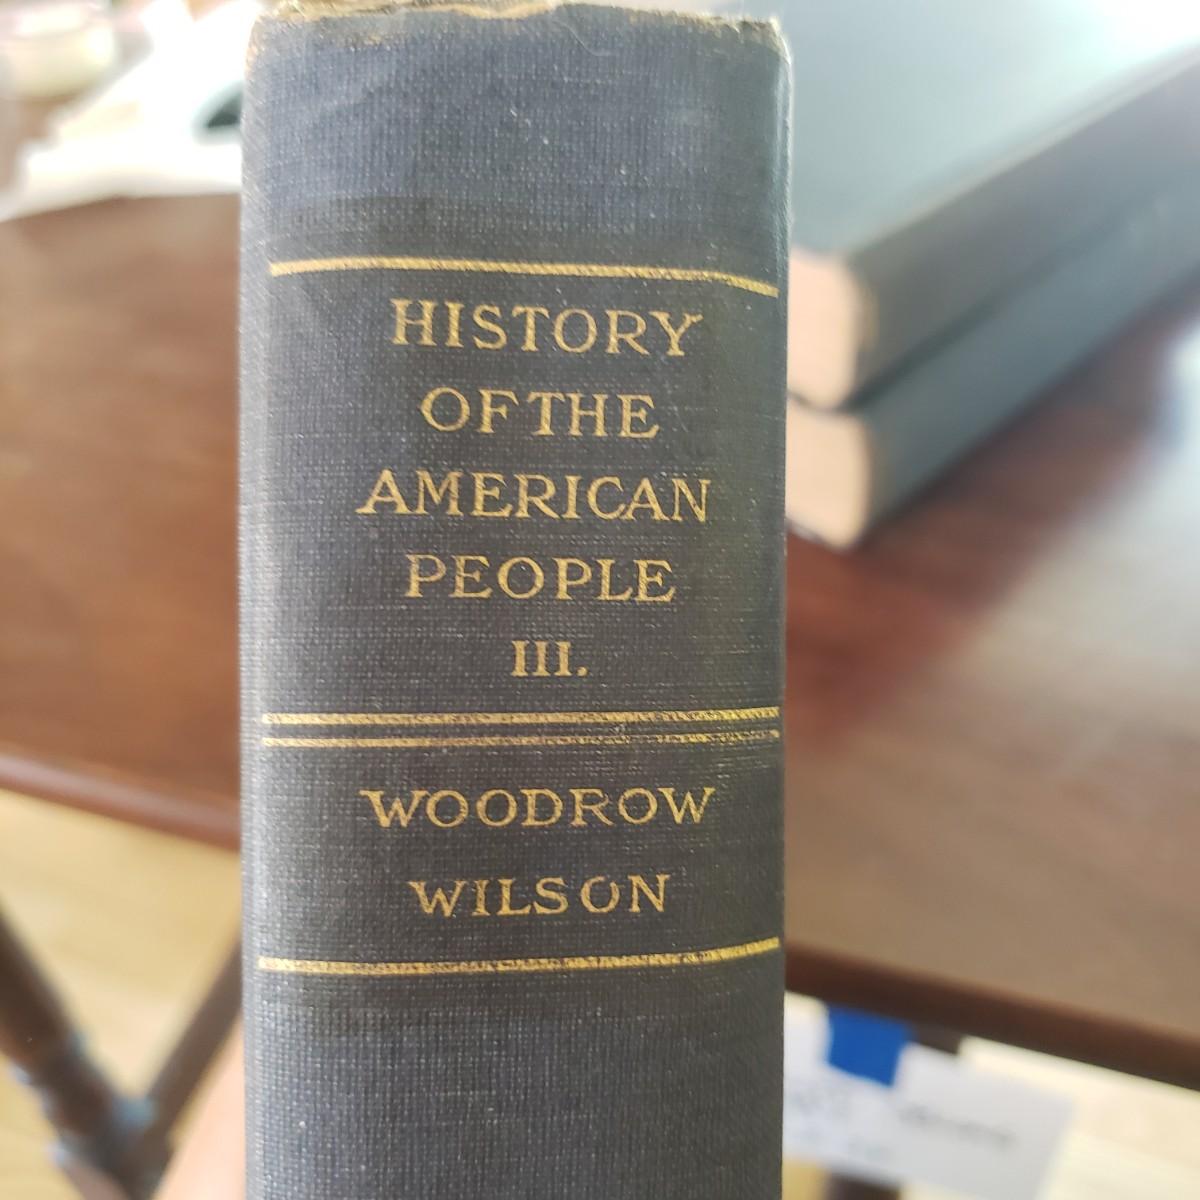 HISTORY
OF THE
AMERICAN
PEOPLE
III.
WOODROW
WILSON